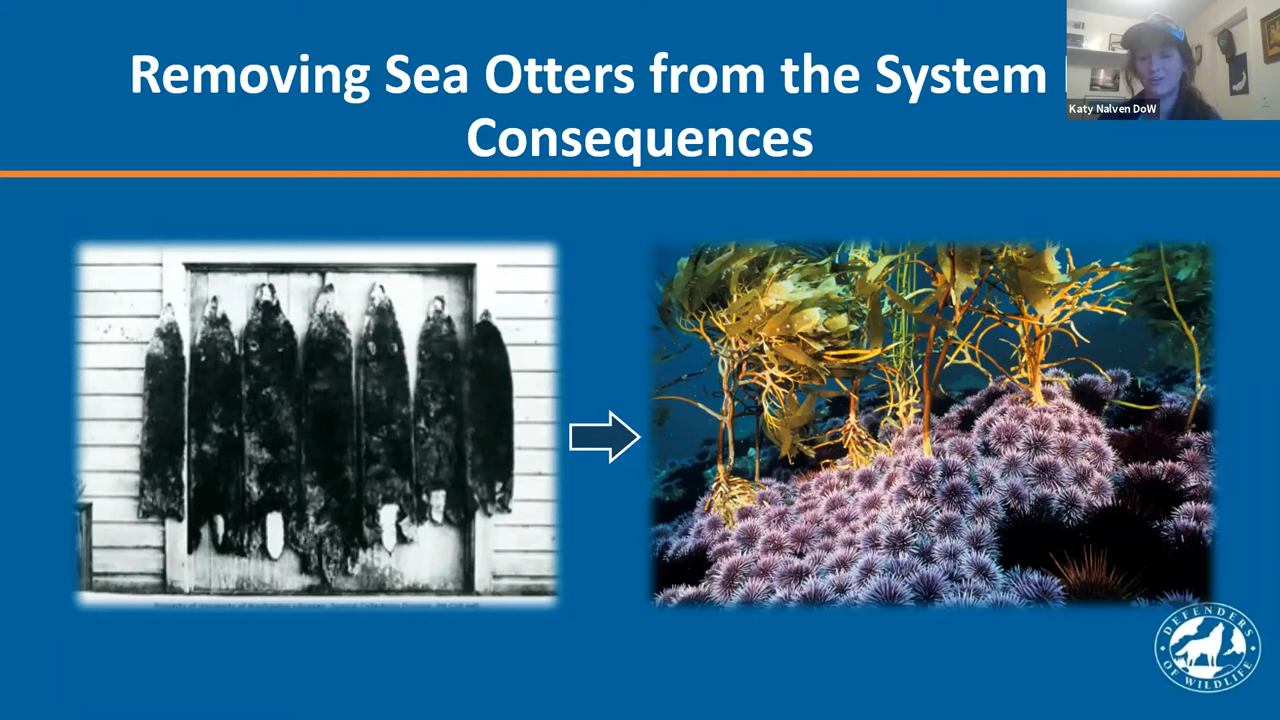 Removing Sea Otters from the System
Consequences
Katy Nalven DoW
DEFENDERS
OF WILDLIFE